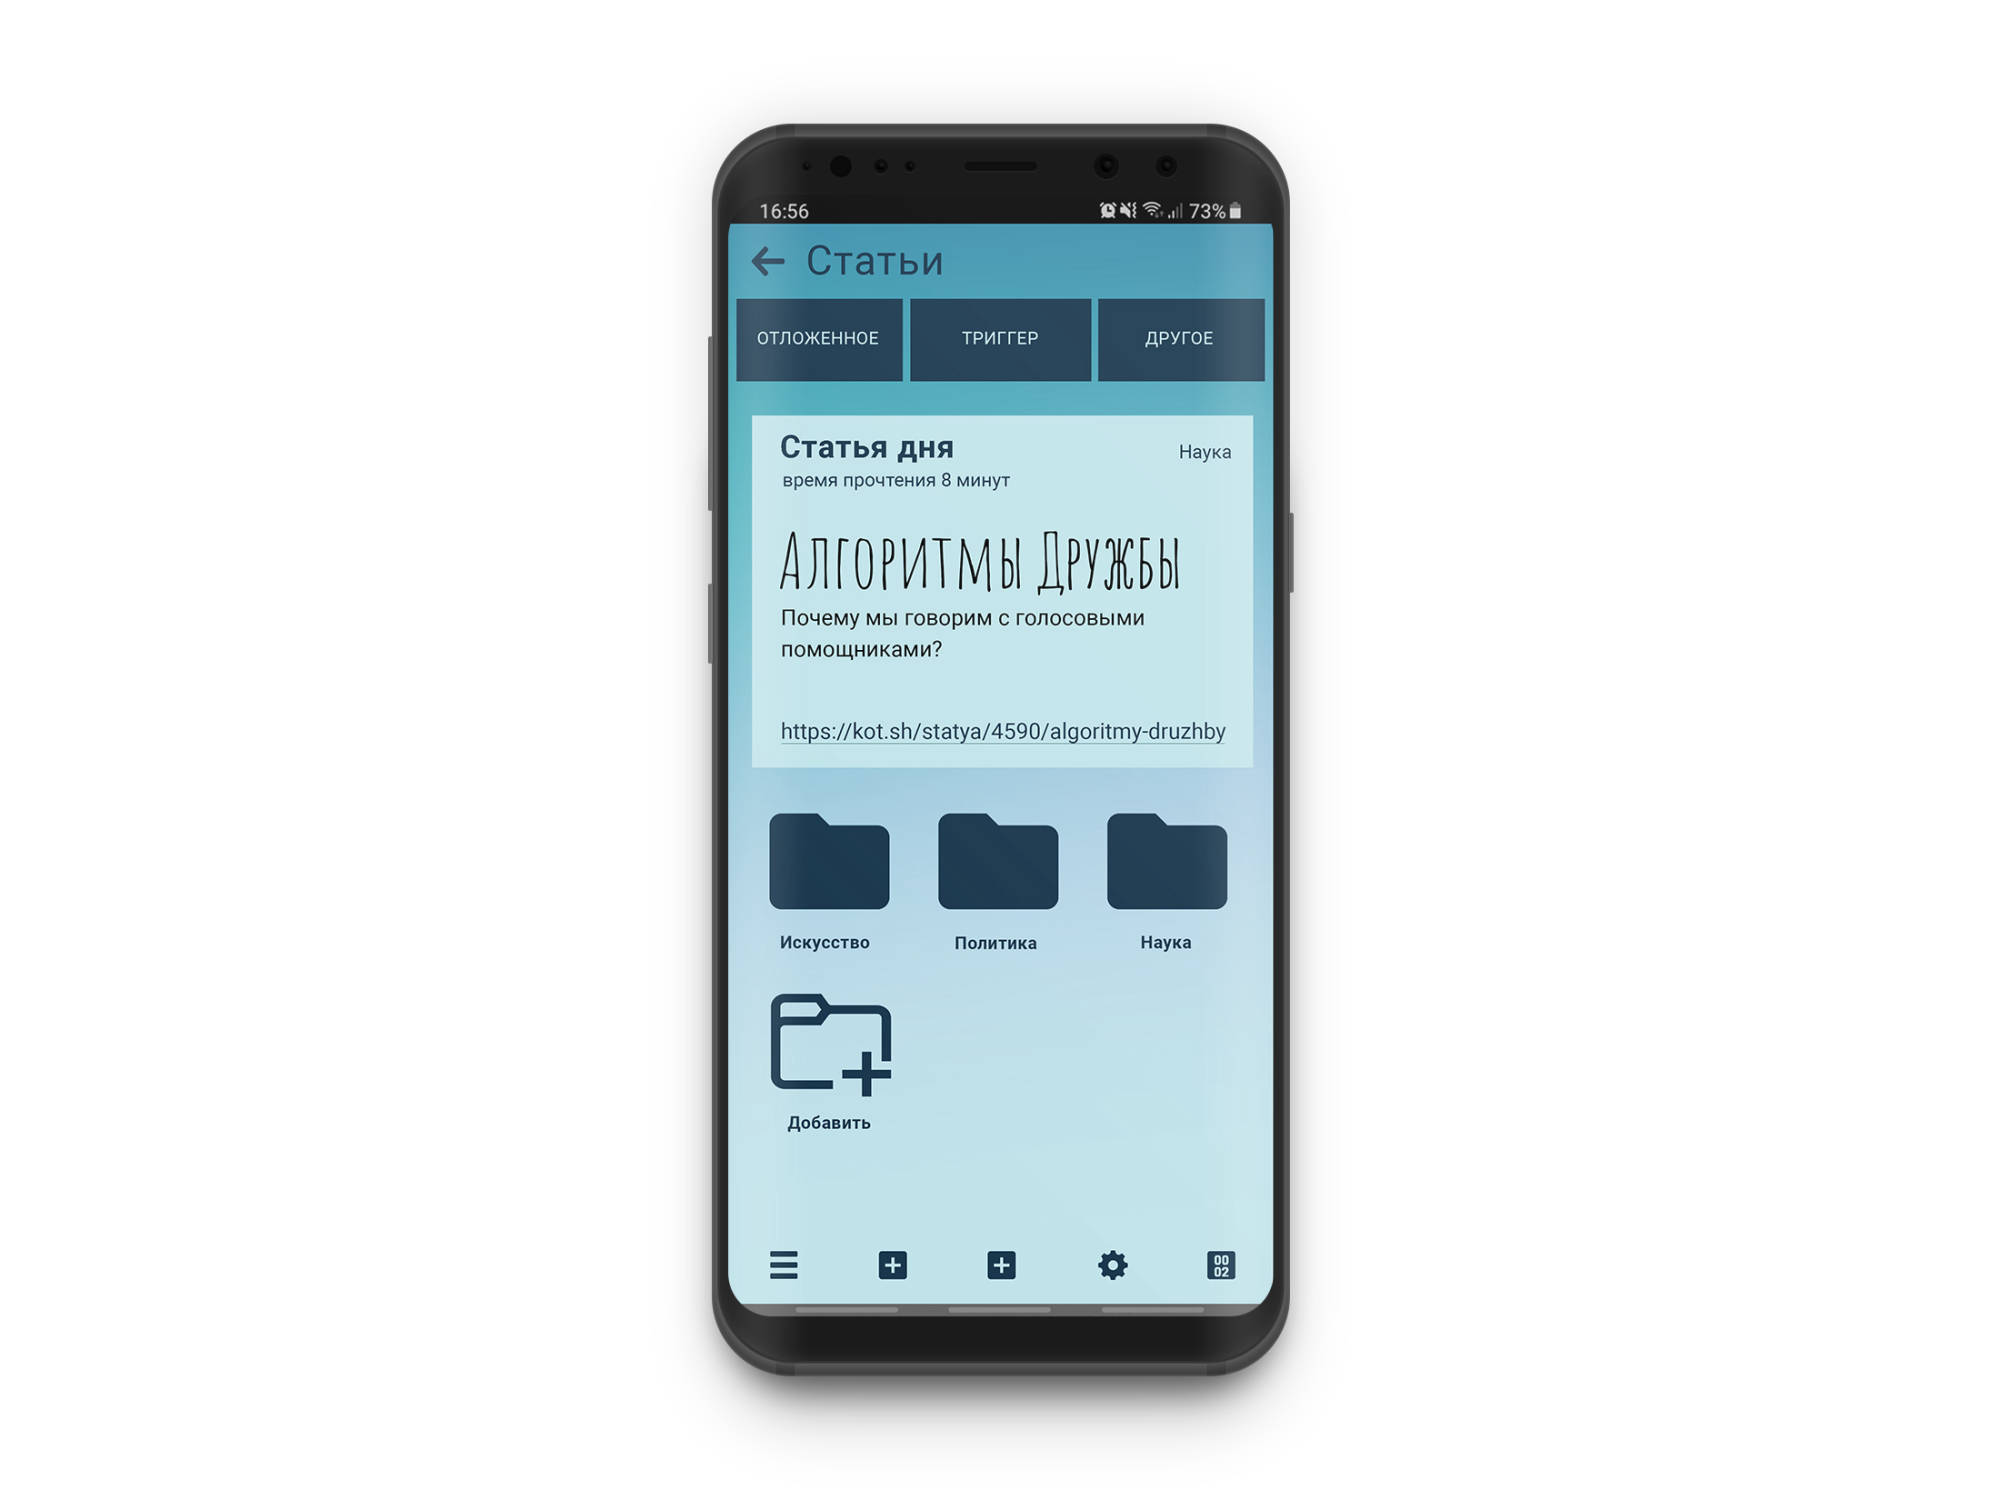 16:56 73%
Статьи
ОТЛОЖЕННОЕ ТРИГГЕР ДРУГОЕ
Статья дня Наука
время прочтения 8 минут
Алгоритмы Дружбы
Почему мы говорим с голосовыми
помощниками?
https://kot.sh/statya/4590/algoritmy-druzhby
Искусство Политика Наука
Добавить
00
02